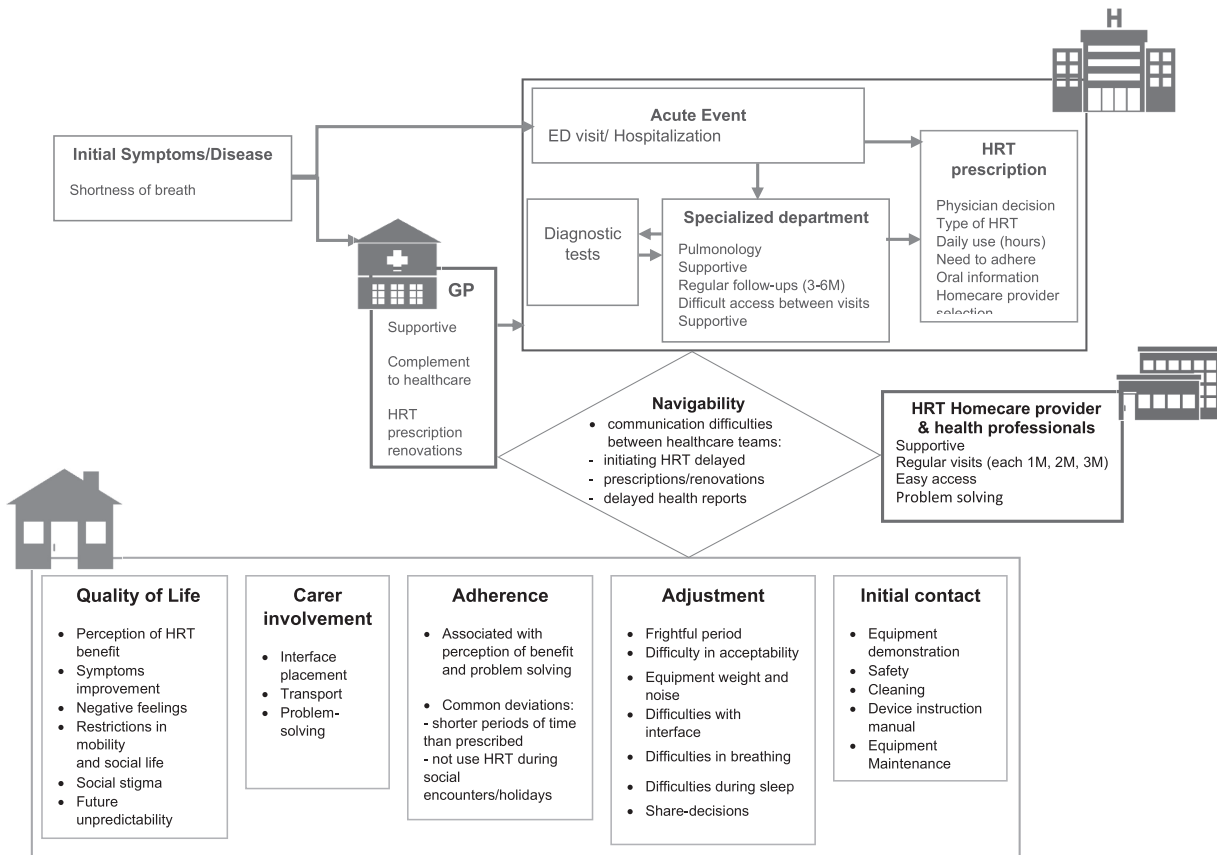 H
Acute Event
ED visit/ Hospitalization
Initial Symptoms/Disease
Shortness of breath
HRT
prescription
Physician decision
Type of HRT
Daily use (hours)
Need to adhere
Oral information
Homecare provider
selection
Diagnostic
tests
Specialized department
Pulmonology
Supportive
Regular follow-ups (3-6M)
Difficult access between visits
Supportive
GP
Supportive
Complement
to healthcare
HRT
prescription
renovations
Navigability
• communication difficulties
between healthcare teams:
- initiating HRT delayed
- prescriptions/renovations
- delayed health reports
HRT Homecare provider
& health professionals
Supportive
Regular visits (each 1M, 2M, 3M)
Easy access
Problem solving
Quality of Life
• Perception of HRT
benefit
• Symptoms
improvement
• Negative feelings
• Restrictions in
mobility
and social life
• Social stigma
• Future
unpredictability
Carer
involvement
• Interface
placement
• Transport
• Problem-
solving
Adherence
• Associated with
perception of benefit
and problem solving
• Common deviations:
- shorter periods of time
than prescribed
- not use HRT during
social
encounters/holidays
Adjustment
• Frightful period
• Difficulty in acceptability
• Equipment weight and
noise
• Difficulties with
interface
• Difficulties in breathing
• Difficulties during sleep
• Share-decisions
Initial contact
• Equipment
demonstration
• Safety
• Cleaning
• Device instruction
manual
• Equipment
Maintenance